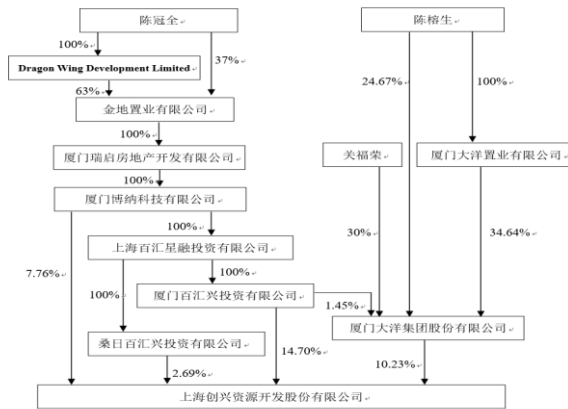 陈冠全
陈榕生
100%
37%
24.67%
100%
Dragon Wing Development Limited
63%
金地置业有限公司
100%
厦门瑞启房地产开发有限公司
关福荣
厦门大洋置业有限公司
100%
厦门博纳科技有限公司
100%
30%
34.64%
上海百汇星融投资有限公司
7.76%
100%
100%
厦门百汇兴投资有限公司
1.45%
厦门大洋集团股份有限公司
桑日百汇兴投资有限公司
14.70%
10.23%
2.69%
上海创兴资源开发股份有限公司